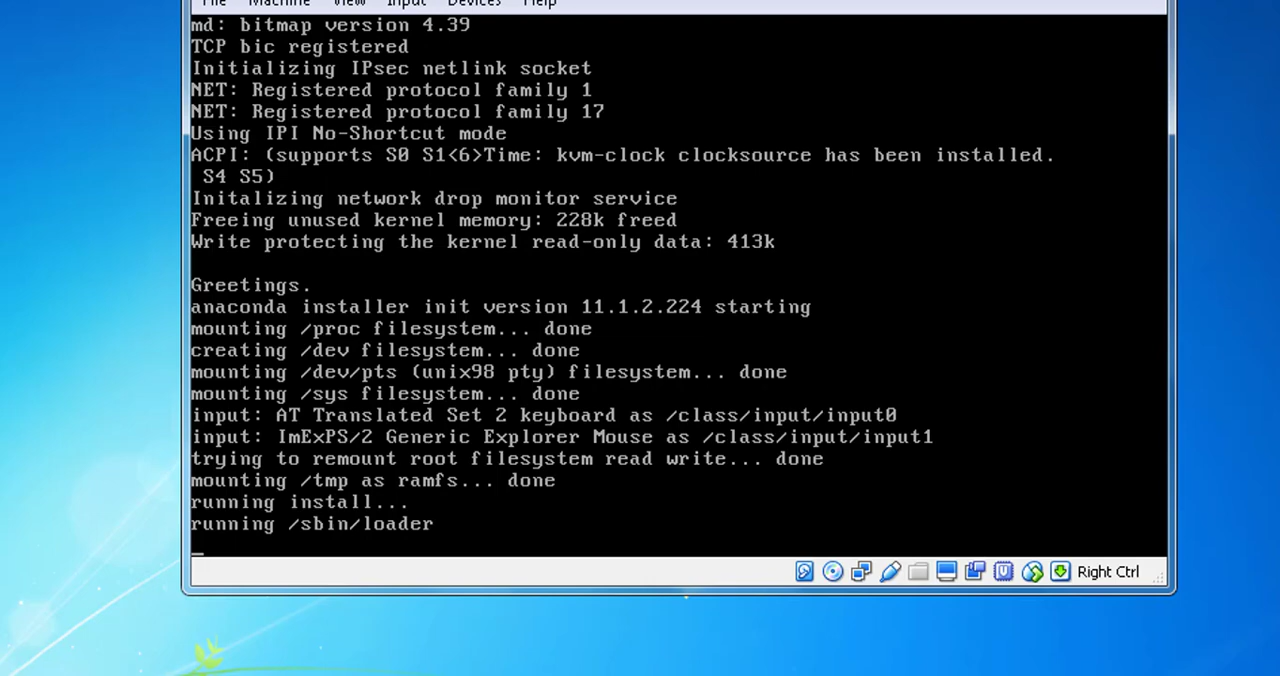 File Machine View Input Devices Help
md: bitmap version 4.39
TCP bic registered
Initializing IPsec netlink socket
NET: Registered protocol family 1
NET: Registered protocol family 17
Using IPI No-Shortcut mode
ACPI: (supports S0 S1<6>Time: kvm-clock clocksource has been installed.
S4 S5)
Initalizing network drop monitor service
Freeing unused kernel memory: 228k freed
Write protecting the kernel read-only data: 413k
Greetings.
anaconda installer init version 11.1.2.224 starting
mounting /proc filesystem... done
creating /dev filesystem... done
mounting /dev/pts (unix98 pty) filesystem... done
mounting /sys filesystem... done
input: AT Translated Set 2 keyboard as /class/input/input0
input: ImExPS/2 Generic Explorer Mouse as /class/input/input1
trying to remount root filesystem read write... done
mounting /tmp as ramfs... done
running install...
running /sbin/loader
Right Ctrl